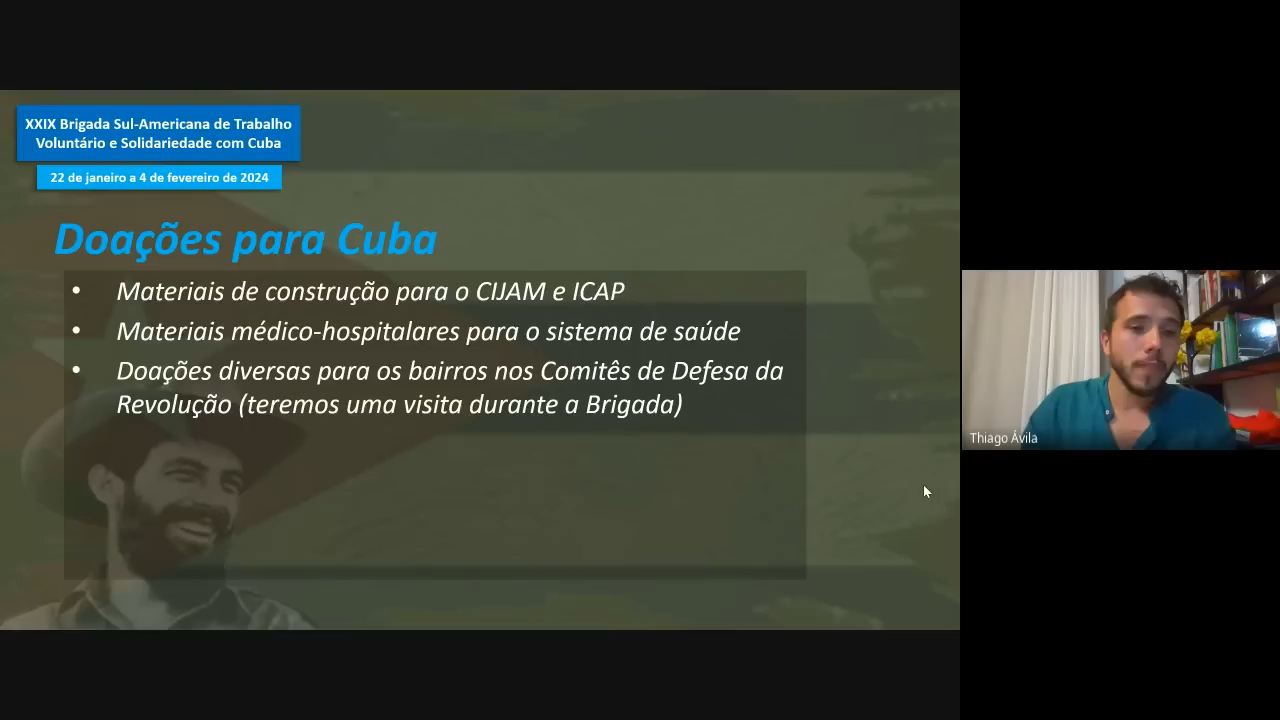 XXIX Brigada Sul-Americana de Trabalho
Voluntário e Solidariedade com Cuba
22 de janeiro a 4 de fevereiro de 2024
Doações para Cuba
• Materiais de construção para o CIJAM e ICAP
• Materiais médico-hospitalares para o sistema de saúde
• Doações diversas para os bairros nos Comitês de Defesa da
Revolução (teremos uma visita durante a Brigada)
Thiago Ávila